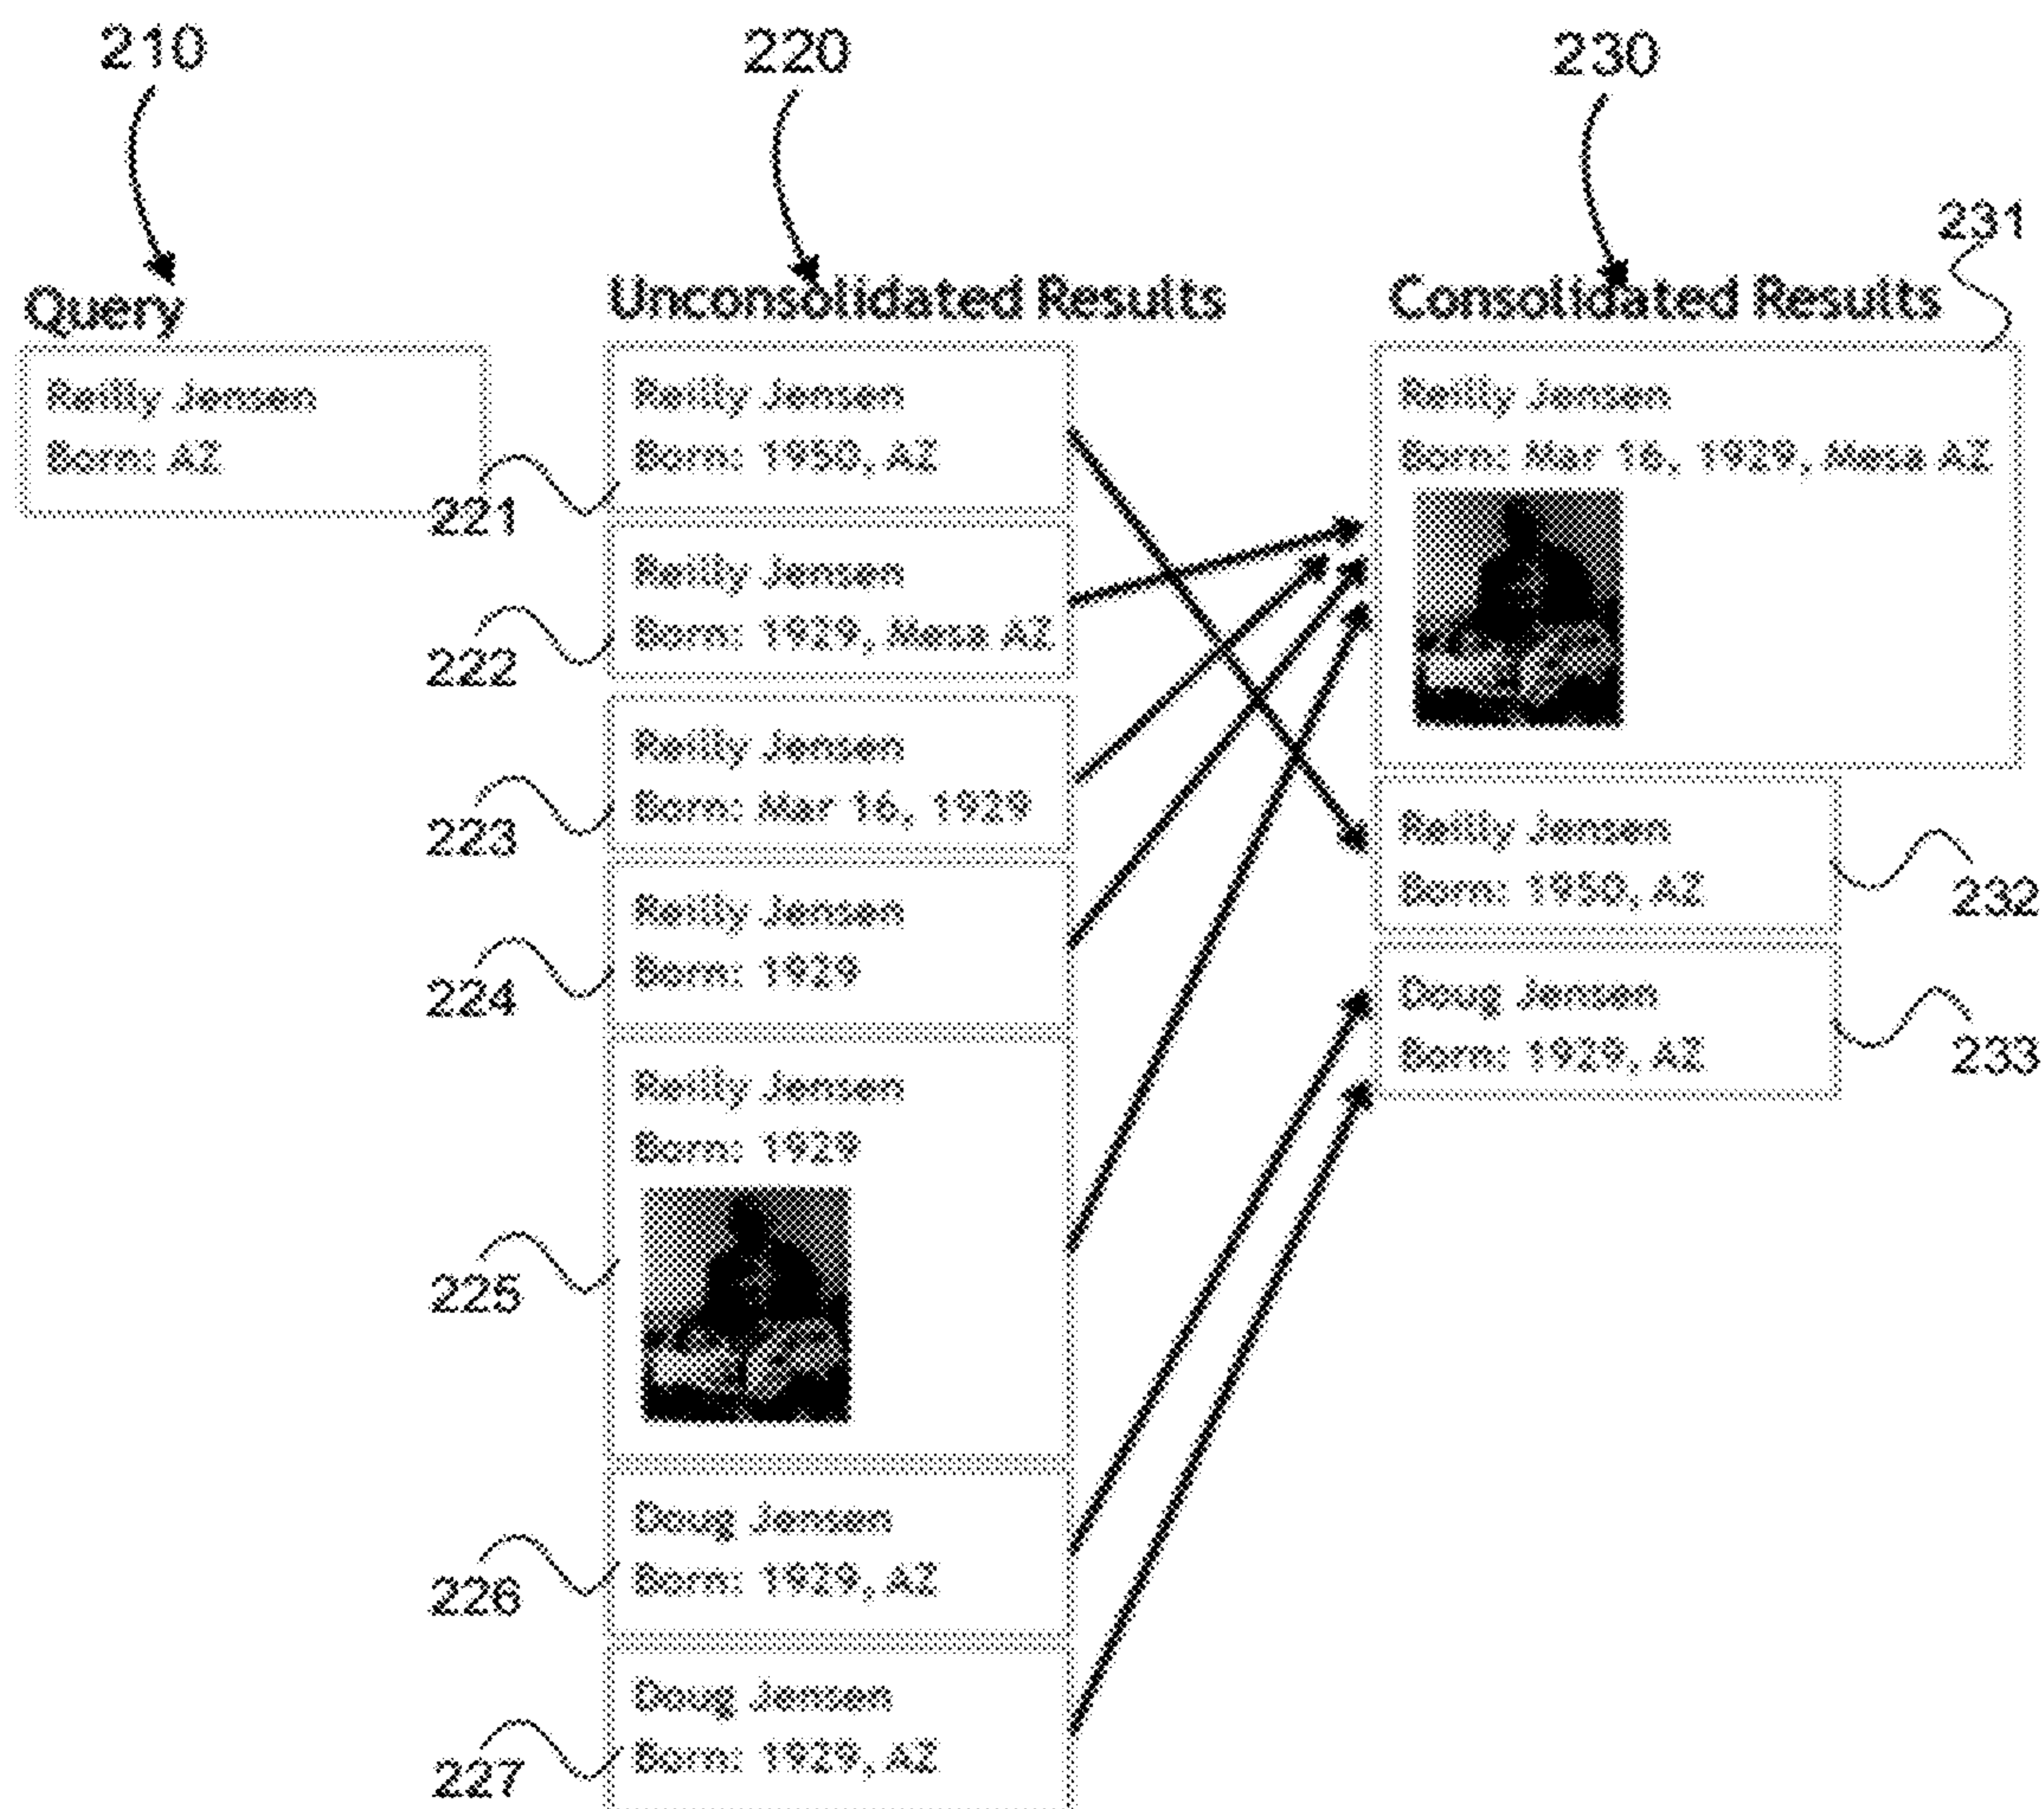 210
220
230
231
Query
Unconsolidated Results
Consolidated Results
Reilly Jensen
Born: AZ
221
Reilly Jensen
Born: 1950, AZ
222
Reilly Jensen
Born: 1929, Mesa AZ
223
Reilly Jensen
Born: Mar 16, 1929
224
Reilly Jensen
Born: 1929
225
Reilly Jensen
Born: 1929
226
Doug Jensen
Born: 1929, AZ
227
Doug Jensen
Born: 1929, AZ
Reilly Jensen
Born: Mar 16, 1929, Mesa AZ
Reilly Jensen
Born: 1950, AZ
232
Doug Jensen
Born: 1929, AZ
233